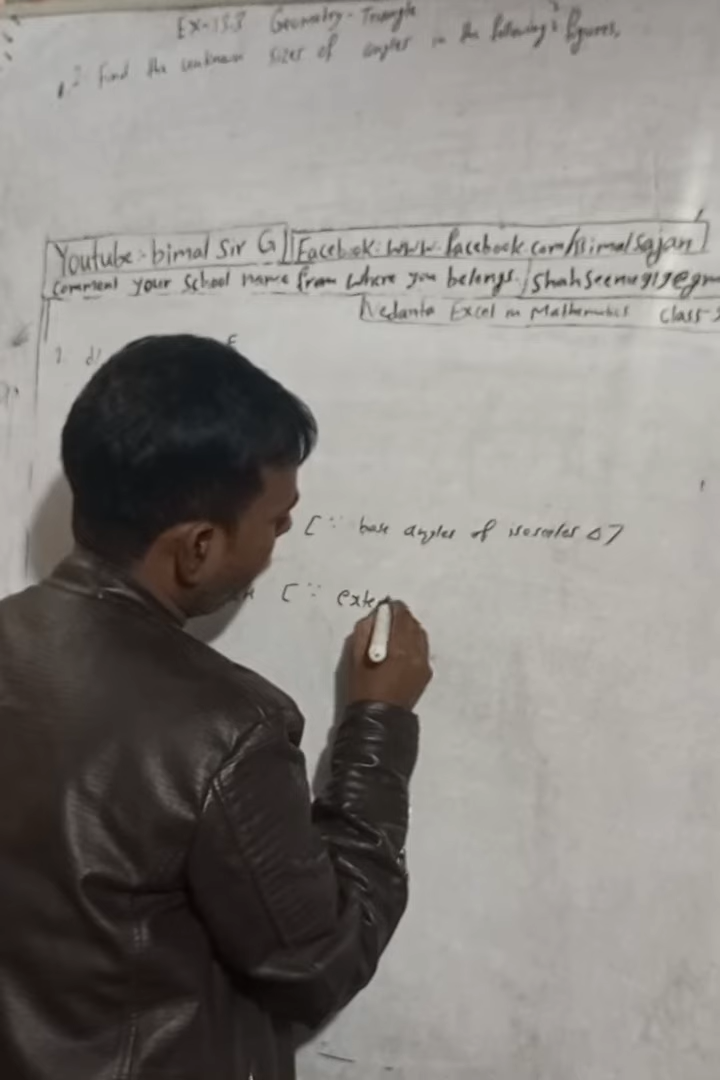 Ex-13.3 Geometry-Triangle
2 Find the unknown sizes of angles in the following figures.
Youtube:- bimal Sir G Facebook: www.facebook.com/
Comment your School name from where you belongs.
Vedanta Excel in Mathematics Class-
d)
E
[∵ base angles of isosceles Δ]
[∵ exte